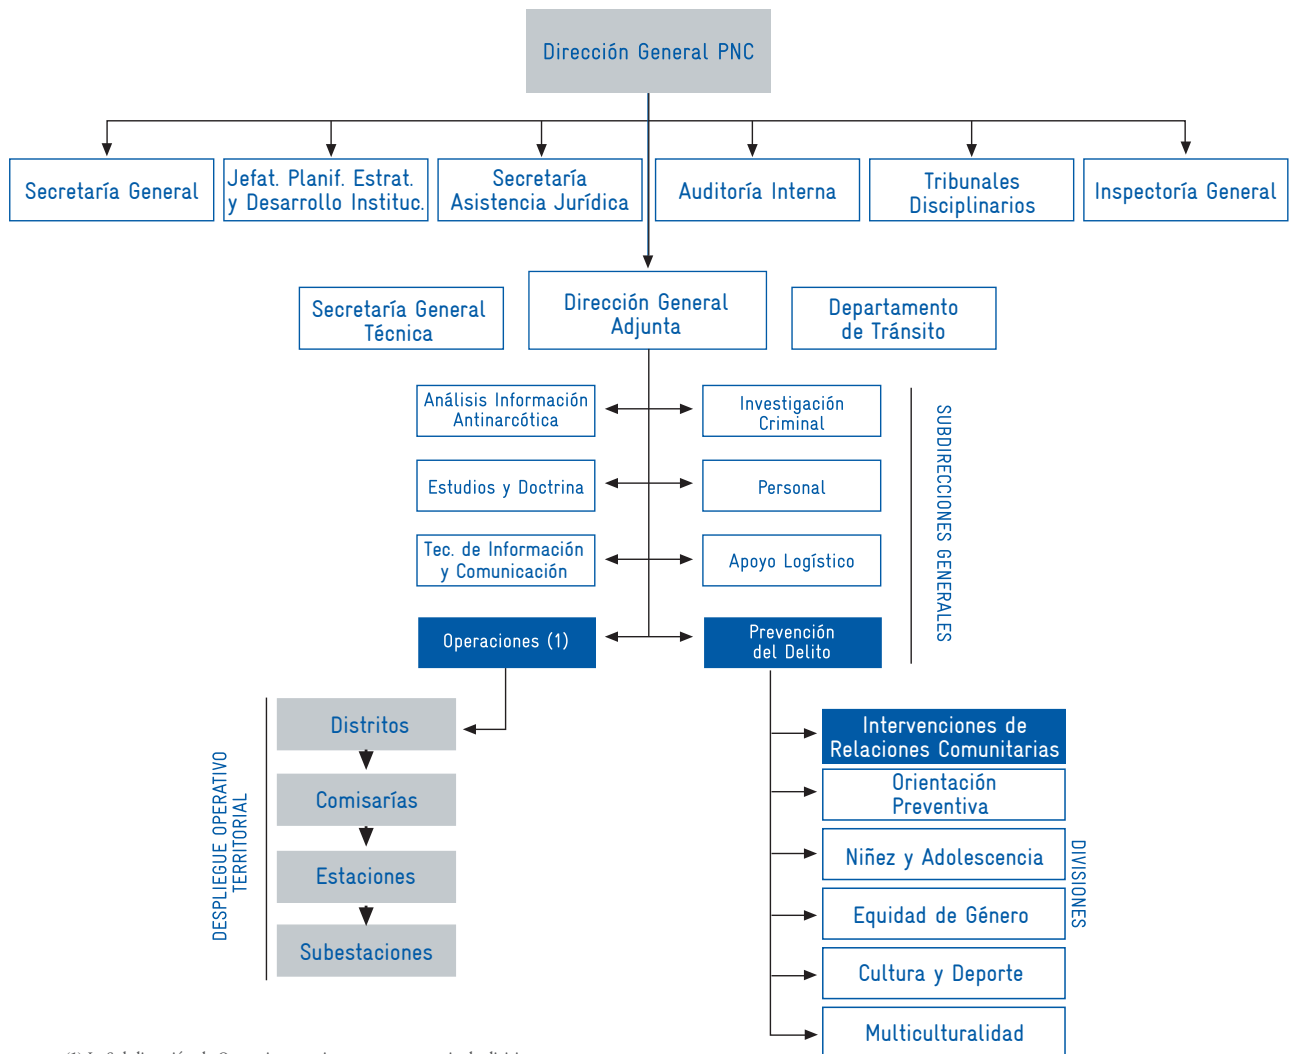 Dirección General PNC
Secretaría General
Jefat. Planif. Estrat.
y Desarrollo Instituc.
Secretaría
Asistencia Jurídica
Auditoría Interna
Tribunales
Disciplinarios
Inspectoría General
Secretaría General
Técnica
Dirección General
Adjunta
Departamento
de Tránsito
Análisis Información
Antinarcótica
Investigación
Criminal
Estudios y Doctrina
Personal
Tec. de Información
y Comunicación
Apoyo Logístico
Operaciones (1)
Prevención
del Delito
SUBDIRECCIONES GENERALES
DESPLIEGUE OPERATIVO
TERRITORIAL
Distritos
Comisarías
Estaciones
Subestaciones
Intervenciones de
Relaciones Comunitarias
Orientación
Preventiva
Niñez y Adolescencia
Equidad de Género
Cultura y Deporte
Multiculturalidad
DIVISIONES